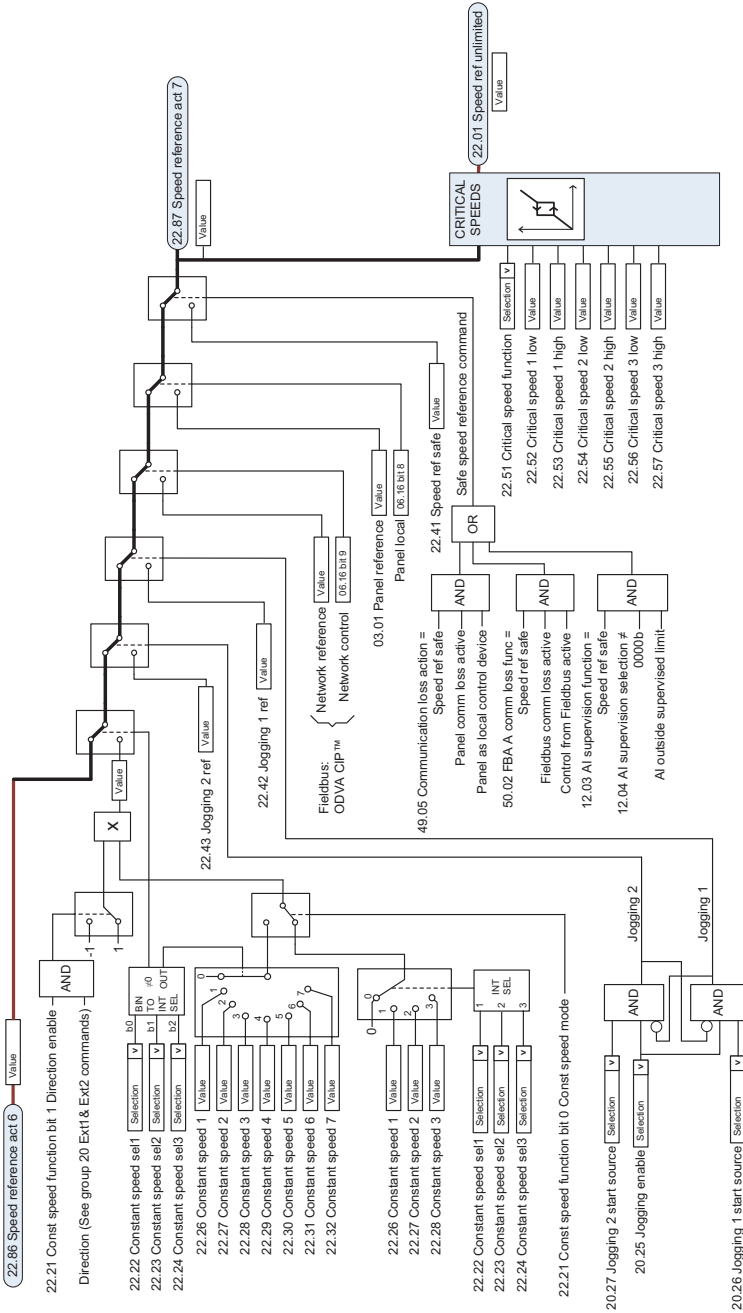 22.86 Speed reference act 6
Value
22.21 Const speed function bit 1 Direction enable
Direction (See group 20 Ext1 & Ext2 commands)
AND
-1
1
X
Value
22.22 Constant speed sel1
Selection
v
22.23 Constant speed sel2
Selection
v
22.24 Constant speed sel3
Selection
v
b0
b1
b2
BIN
TO ≠0
INT OUT
SEL
22.26 Constant speed 1
Value
22.27 Constant speed 2
Value
22.28 Constant speed 3
Value
22.29 Constant speed 4
Value
22.30 Constant speed 5
Value
22.31 Constant speed 6
Value
22.32 Constant speed 7
Value
0
1
2
3
4
5
6
7
22.26 Constant speed 1
Value
22.27 Constant speed 2
Value
22.28 Constant speed 3
Value
0
0
1
2
3
22.22 Constant speed sel1
Selection
v
22.23 Constant speed sel2
Selection
v
22.24 Constant speed sel3
Selection
v
1
2
3
INT
SEL
22.21 Const speed function bit 0 Const speed mode
20.27 Jogging 2 start source
Selection
v
20.25 Jogging enable
Selection
v
20.26 Jogging 1 start source
Selection
v
AND
AND
Jogging 2
Jogging 1
22.43 Jogging 2 ref
Value
22.42 Jogging 1 ref
Value
Fieldbus:
ODVA CIP™
Network reference
Value
Network control
06.16 bit 9
03.01 Panel reference
Value
Panel local
06.16 bit 8
22.41 Speed ref safe
Value
49.05 Communication loss action =
Speed ref safe
Panel comm loss active
Panel as local control device
AND
50.02 FBA A comm loss func =
Speed ref safe
Fieldbus comm loss active
Control from Fieldbus active
AND
12.03 AI supervision function =
Speed ref safe
12.04 AI supervision selection ≠
0000b
AI outside supervised limit
AND
OR
Safe speed reference command
22.87 Speed reference act 7
Value
22.51 Critical speed function
Selection
v
22.52 Critical speed 1 low
Value
22.53 Critical speed 1 high
Value
22.54 Critical speed 2 low
Value
22.55 Critical speed 2 high
Value
22.56 Critical speed 3 low
Value
22.57 Critical speed 3 high
Value
CRITICAL
SPEEDS
22.01 Speed ref unlimited
Value